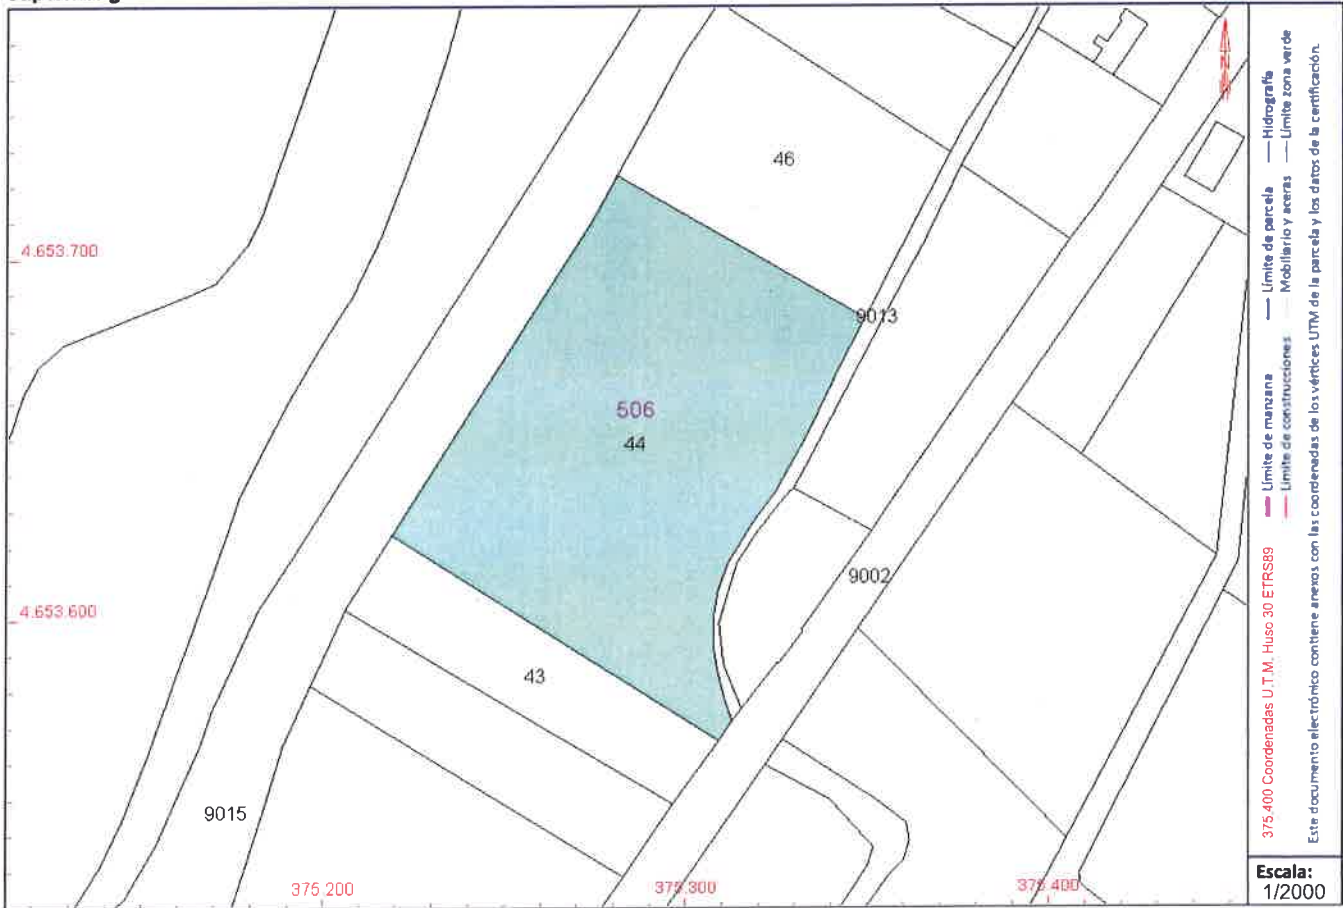 46
4.653.700
9013
506
44
9002
4.653.600
43
9015
375.200
375.300
375.400
375.400 Coordenadas U.T.M. Huso 30 ETRS89
Límite de manzana
Límite de parcela
Hidrografía
Límite de construcciones
Mobiliario y aceras
Límite zona verde
Este documento electrónico contiene anexos con las coordenadas de los vértices UTM de la parcela y los datos de la certificación.
Escala:
1/2000